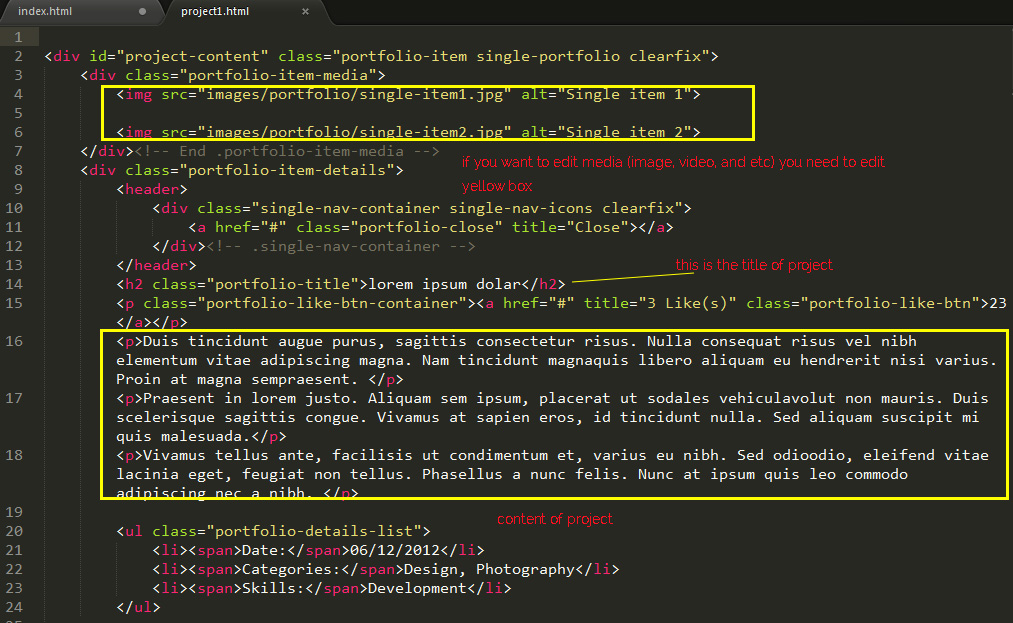 index.html project1.html
1
2 <div id="project-content" class="portfolio-item single-portfolio clearfix">
3 <div class="portfolio-item-media">
4 <img src="images/portfolio/single-item1.jpg" alt="Single item 1">
5
6 <img src="images/portfolio/single-item2.jpg" alt="Single item 2">
7 </div><!-- End .portfolio-item-media -->
if you want to edit media (image, video, and etc) you need to edit
yellow box
8 <div class="portfolio-item-details">
9 <header>
10 <div class="single-nav-container single-nav-icons clearfix">
11 <a href="#" class="portfolio-close" title="Close"></a>
12 </div><!-- .single-nav-container -->
13 </header>
this is the title of project
14 <h2 class="portfolio-title">lorem ipsum dolar</h2>
15 <p class="portfolio-like-btn-container"><a href="#" title="3 Like(s)" class="portfolio-like-btn">23
</a></p>
16 <p>Duis tincidunt augue purus, sagittis consectetur risus. Nulla consequat risus vel nibh
elementum vitae adipiscing magna. Nam tincidunt magnaquis libero aliquam eu hendrerit nisi varius.
Proin at magna sempraesent. </p>
17 <p>Praesent in lorem justo. Aliquam sem ipsum, placerat ut sodales vehiculavolut non mauris. Duis
scelerisque sagittis congue. Vivamus at sapien eros, id tincidunt nulla. Sed aliquam suscipit mi
quis malesuada.</p>
18 <p>Vivamus tellus ante, facilisis ut condimentum et, varius eu nibh. Sed odioodio, eleifend vitae
lacinia eget, feugiat non tellus. Phasellus a nunc felis. Nunc at ipsum quis leo commodo
adipiscing nec a nibh. </p>
19
content of project
20 <ul class="portfolio-details-list">
21 <li><span>Date:</span>06/12/2012</li>
22 <li><span>Categories:</span>Design, Photography</li>
23 <li><span>Skills:</span>Development</li>
24 </ul>